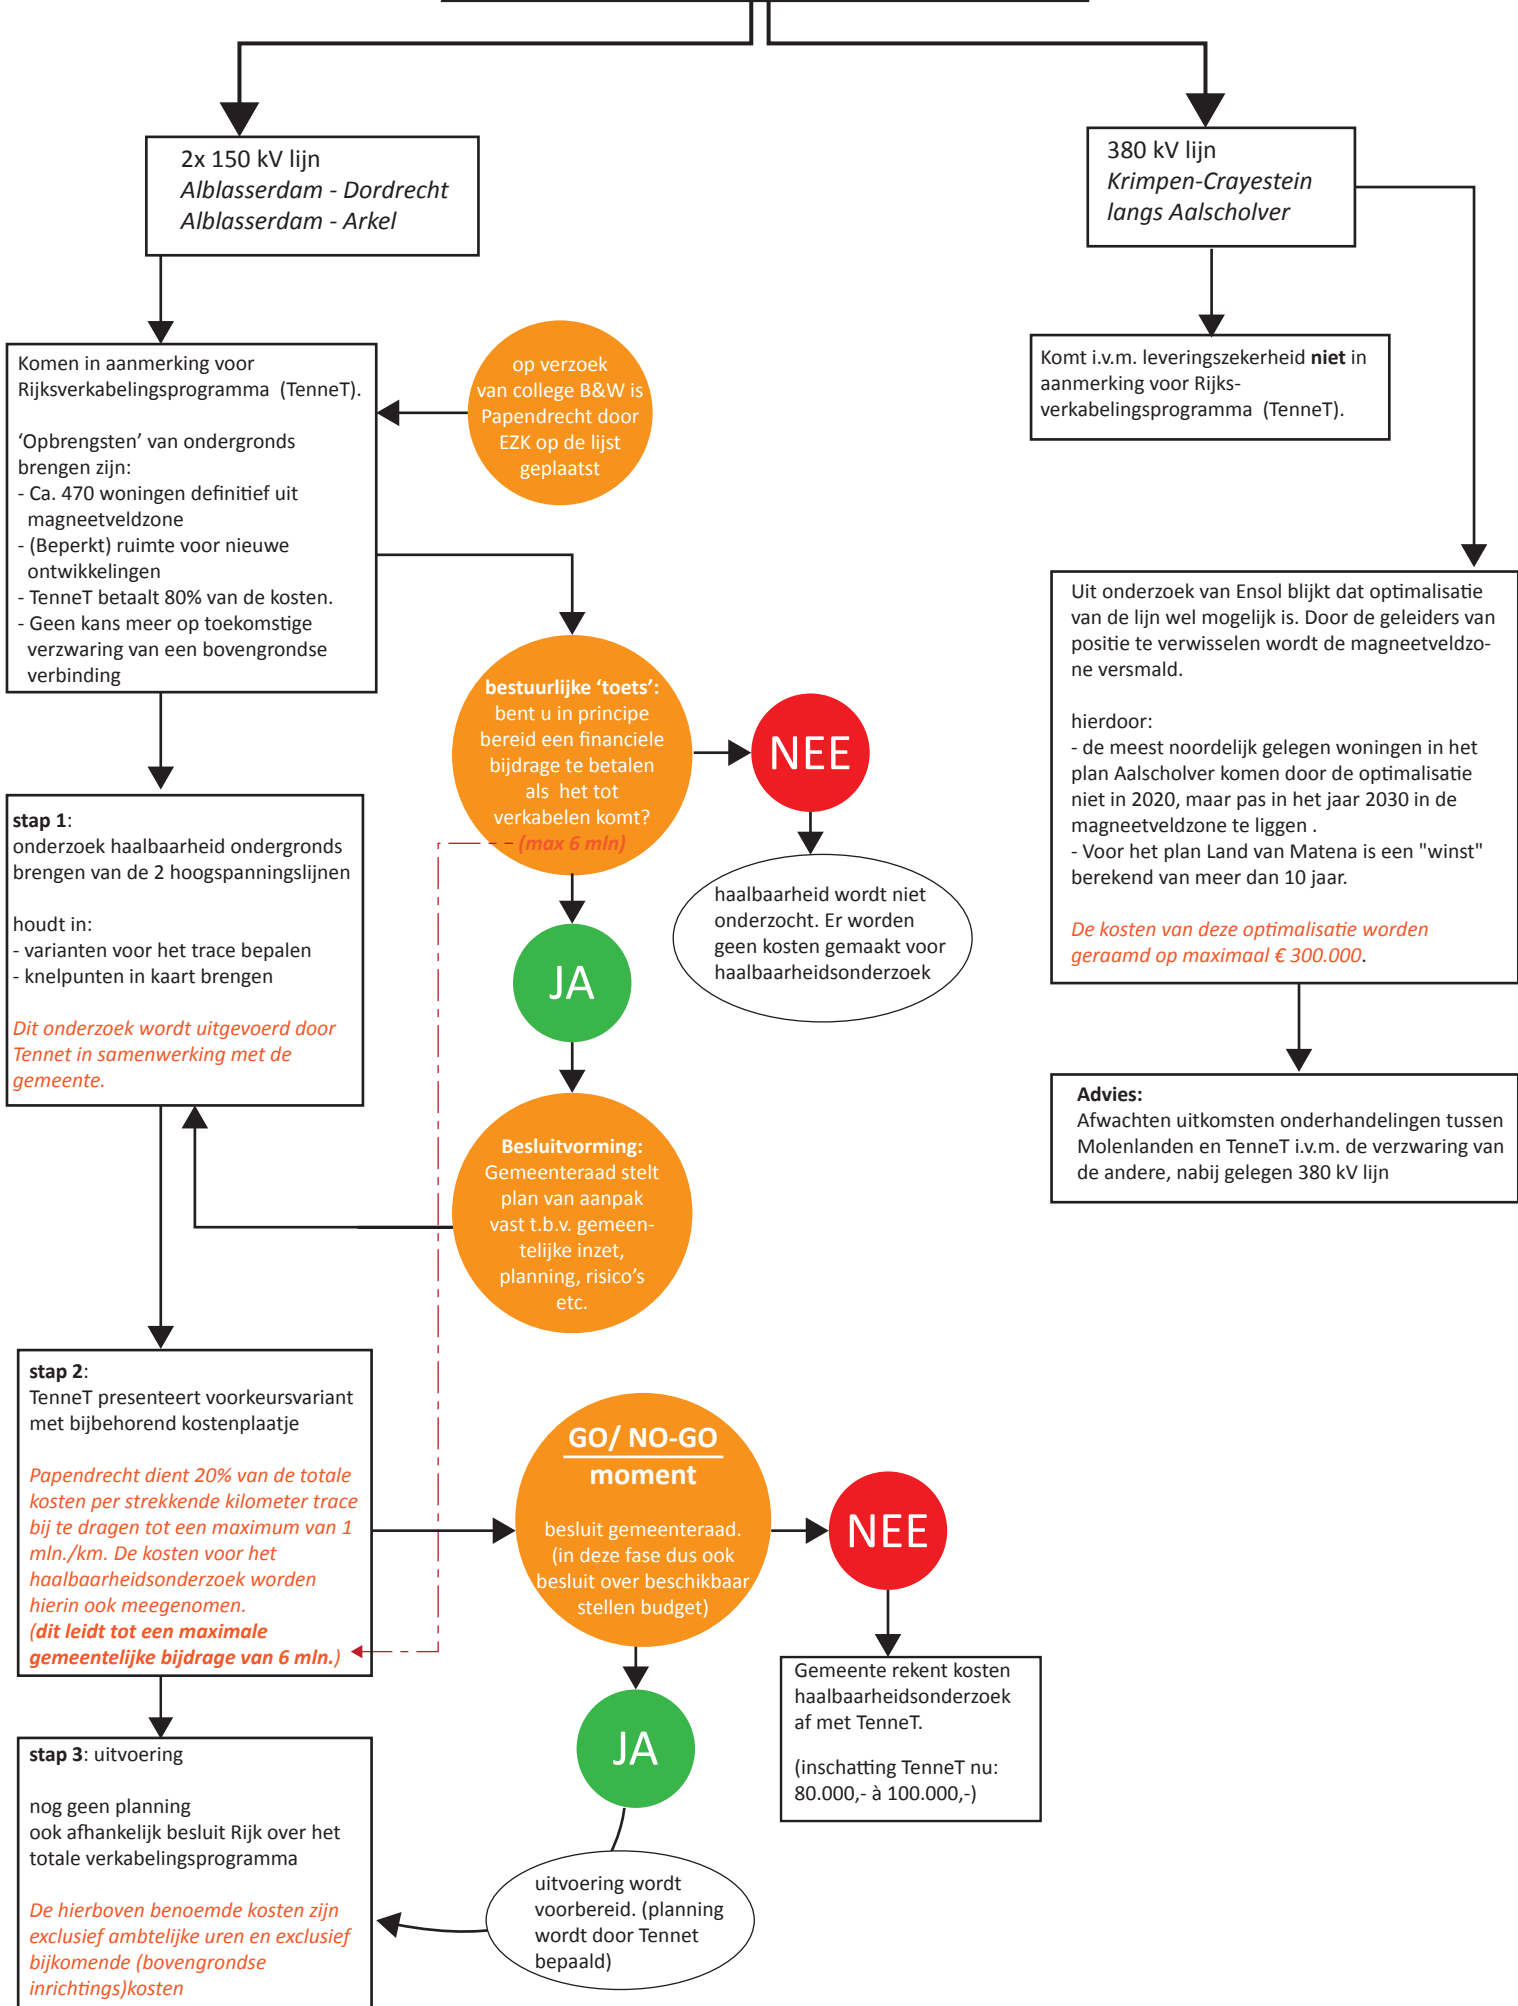 2x 150 kV lijn
Alblasserdam - Dordrecht
Alblasserdam - Arkel
380 kV lijn
Krimpen-Crayestein
langs Aalscholver
Komen in aanmerking voor
Rijksverkabelingsprogramma (TenneT).
‘Opbrengsten’ van ondergronds
brengen zijn:
- Ca. 470 woningen definitief uit
magneetveldzone
- (Beperkt) ruimte voor nieuwe
ontwikkelingen
- TenneT betaalt 80% van de kosten.
- Geen kans meer op toekomstige
verzwaring van een bovengrondse
verbinding
op verzoek
van college B&W is
Papendrecht door
EZK op de lijst
geplaatst
Komt i.v.m. leveringszekerheid niet in
aanmerking voor Rijks-
verkabelingsprogramma (TenneT).
bestuurlijke ‘toets’:
bent u in principe
bereid een financiele
bijdrage te betalen
als het tot
verkabelen komt?
(max 6 mln)
NEE
haalbaarheid wordt niet
onderzocht. Er worden
geen kosten gemaakt voor
haalbaarheidsonderzoek
JA
Uit onderzoek van Ensol blijkt dat optimalisatie
van de lijn wel mogelijk is. Door de geleiders van
positie te verwisselen wordt de magneetveldzo-
ne versmald.
hierdoor:
- de meest noordelijk gelegen woningen in het
plan Aalscholver komen door de optimalisatie
niet in 2020, maar pas in het jaar 2030 in de
magneetveldzone te liggen .
- Voor het plan Land van Matena is een "winst"
berekend van meer dan 10 jaar.
De kosten van deze optimalisatie worden
geraamd op maximaal € 300.000.
stap 1:
onderzoek haalbaarheid ondergronds
brengen van de 2 hoogspanningslijnen
houdt in:
- varianten voor het trace bepalen
- knelpunten in kaart brengen
Dit onderzoek wordt uitgevoerd door
Tennet in samenwerking met de
gemeente.
Besluitvorming:
Gemeenteraad stelt
plan van aanpak
vast t.b.v. gemeen-
telijke inzet,
planning, risico’s
etc.
Advies:
Afwachten uitkomsten onderhandelingen tussen
Molenlanden en TenneT i.v.m. de verzwaring van
de andere, nabij gelegen 380 kV lijn
stap 2:
TenneT presenteert voorkeursvariant
met bijbehorend kostenplaatje
Papendrecht dient 20% van de totale
kosten per strekkende kilometer trace
bij te dragen tot een maximum van 1
mln./km. De kosten voor het
haalbaarheidsonderzoek worden
hierin ook meegenomen.
(dit leidt tot een maximale
gemeentelijke bijdrage van 6 mln.)
GO/ NO-GO
moment
besluit gemeenteraad.
(in deze fase dus ook
besluit over beschikbaar
stellen budget)
NEE
Gemeente rekent kosten
haalbaarheidsonderzoek
af met TenneT.
(inschatting TenneT nu:
80.000,- à 100.000,-)
JA
uitvoering wordt
voorbereid. (planning
wordt door Tennet
bepaald)
stap 3: uitvoering
nog geen planning
ook afhankelijk besluit Rijk over het
totale verkabelingsprogramma
De hierboven benoemde kosten zijn
exclusief ambtelijke uren en exclusief
bijkomende (bovengrondse
inrichtings)kosten